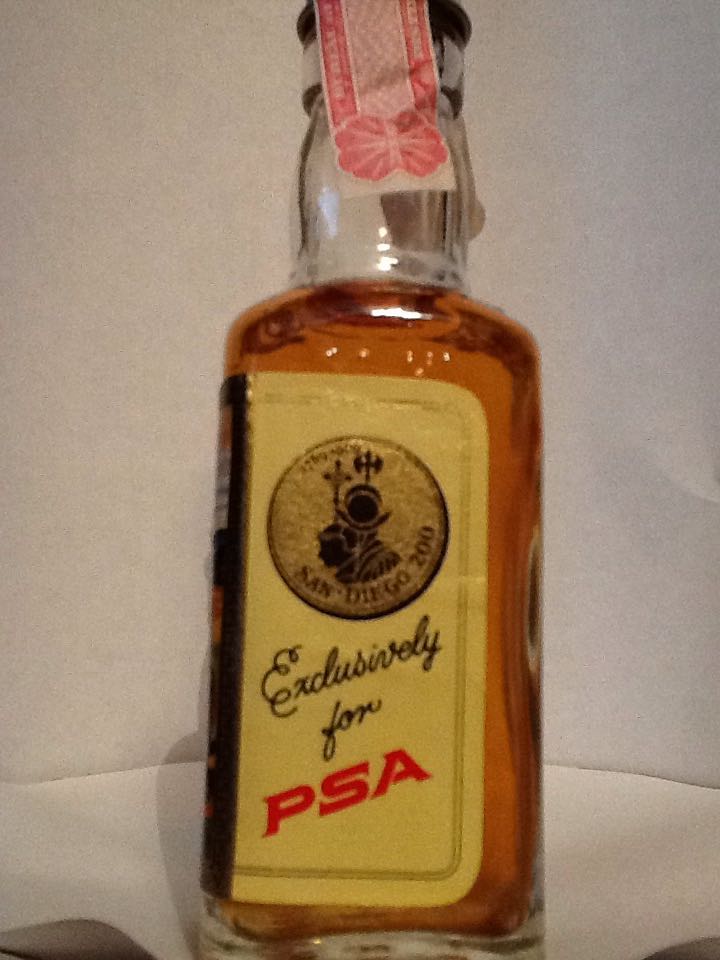 SAN·DIEGO 200
Exclusively
for
PSA